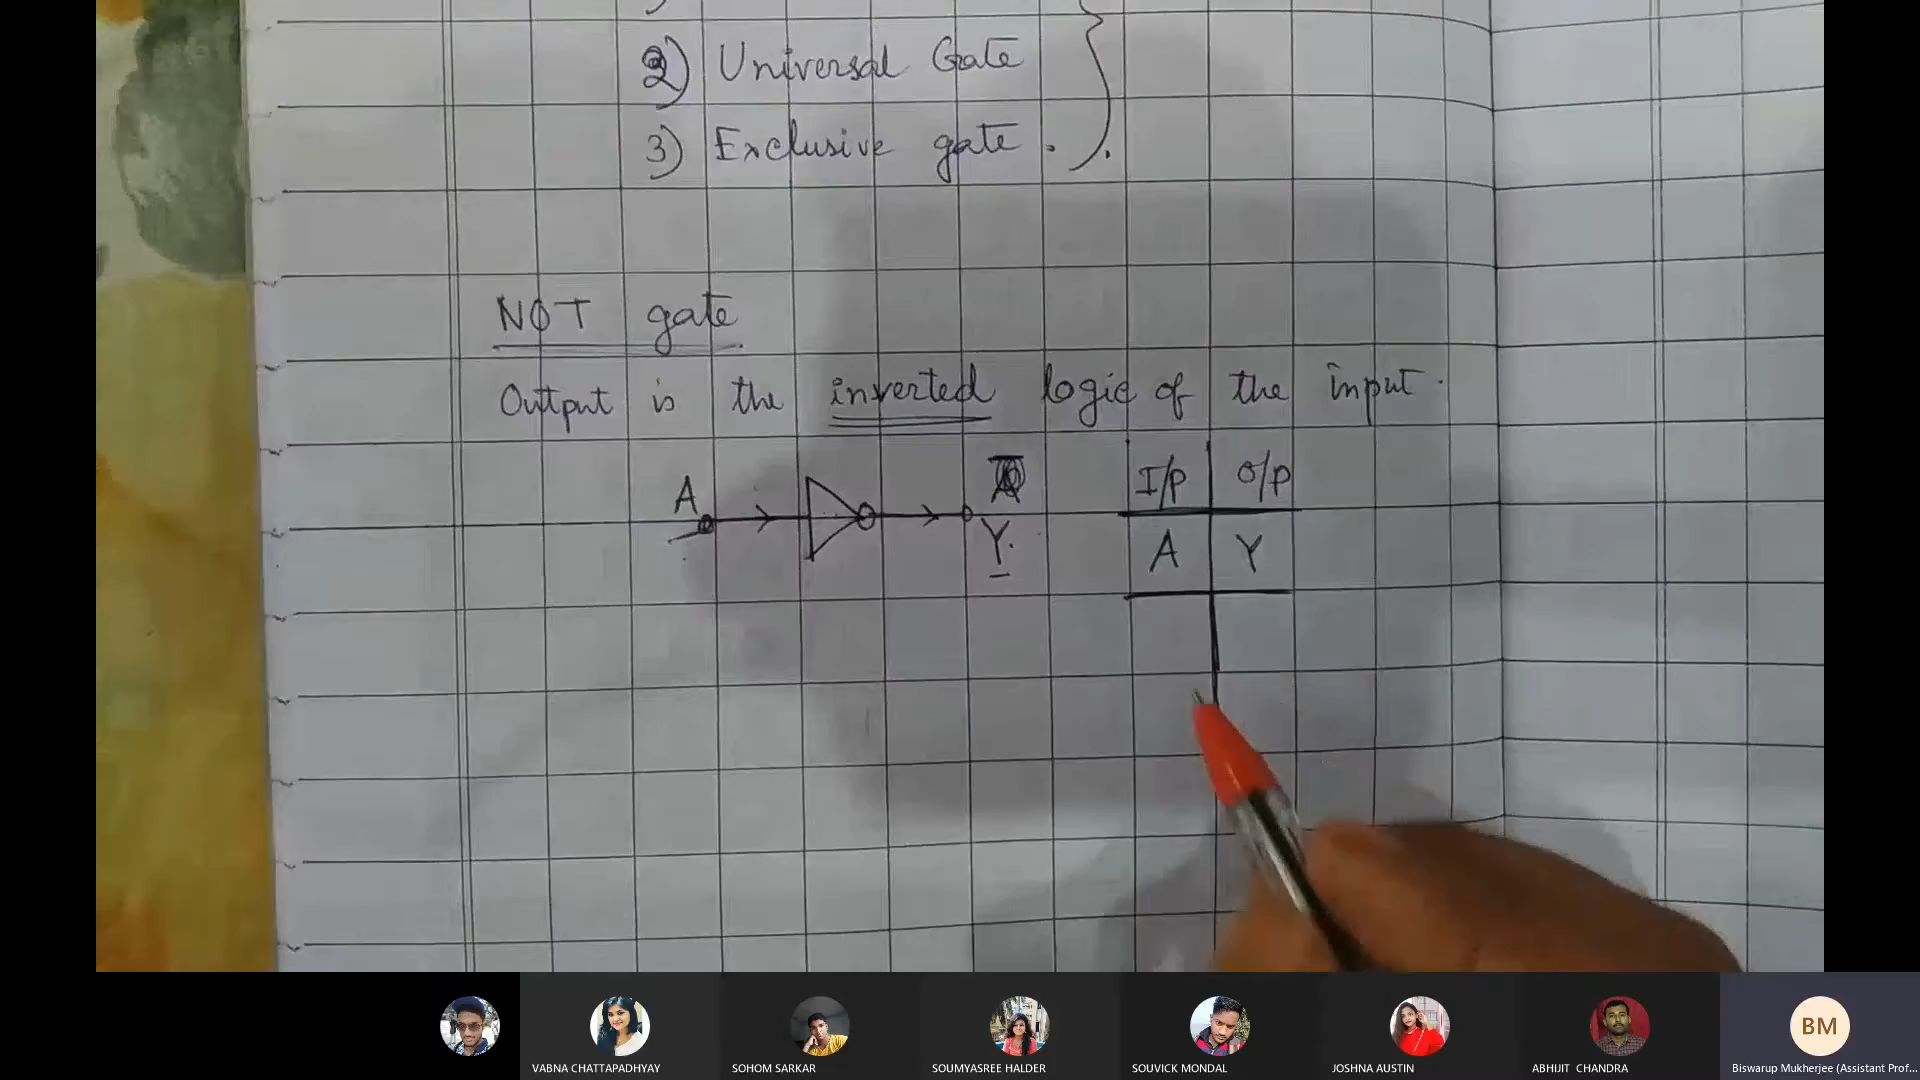 2) Universal Gate
3) Exclusive gate.
NOT gate
Output is the inverted logic of the input.
A
Y.
I/P O/P
A Y
BM
VABNA CHATTAPADHYAY SOHOM SARKAR SOUMYASREE HALDER SOUVICK MONDAL JOSHNA AUSTIN ABHIJIT CHANDRA Biswarup Mukherjee (Assistant Prof...